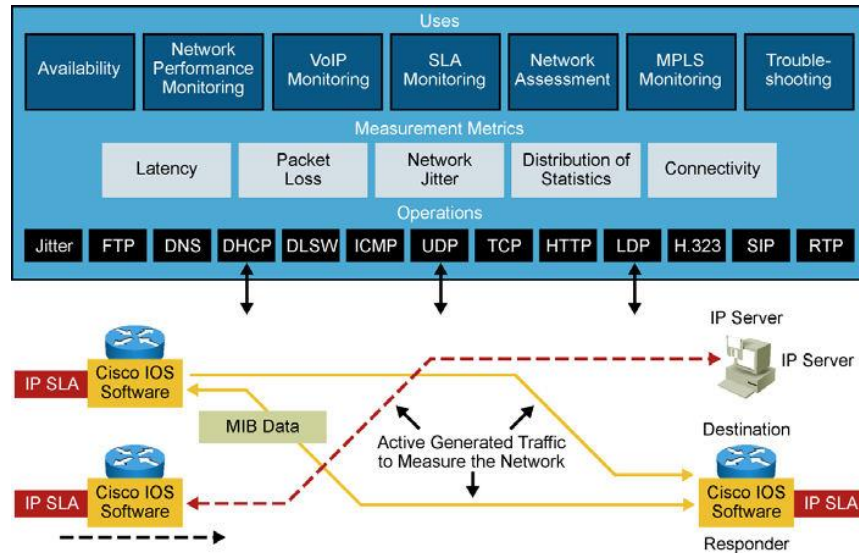 Uses
Availability
Network
Performance
Monitoring
VoIP
Monitoring
SLA
Monitoring
Network
Assessment
MPLS
Monitoring
Trouble-
shooting
Measurement Metrics
Latency
Packet
Loss
Network
Jitter
Distribution of
Statistics
Connectivity
Operations
Jitter
FTP
DNS
DHCP
DLSW
ICMP
UDP
TCP
HTTP
LDP
H.323
SIP
RTP
IP Server
IP Server
IP SLA
Cisco IOS
Software
MIB Data
Active Generated Traffic
to Measure the Network
Destination
IP SLA
Cisco IOS
Software
Cisco IOS
Software
IP SLA
Responder